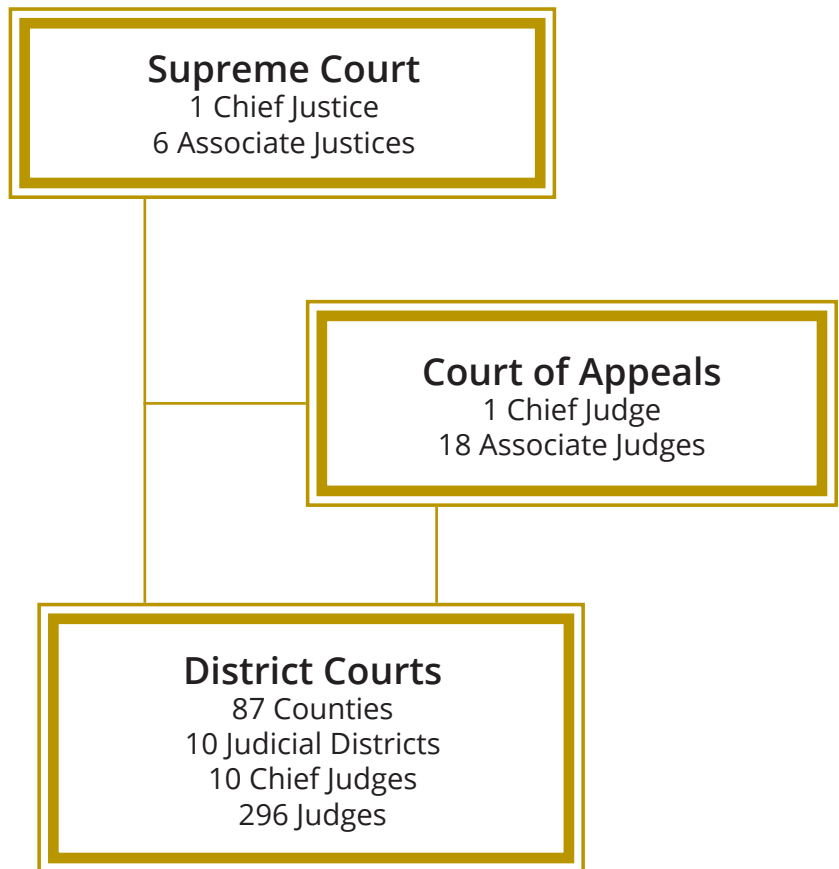 Supreme Court
1 Chief Justice
6 Associate Justices
Court of Appeals
1 Chief Judge
18 Associate Judges
District Courts
87 Counties
10 Judicial Districts
10 Chief Judges
296 Judges